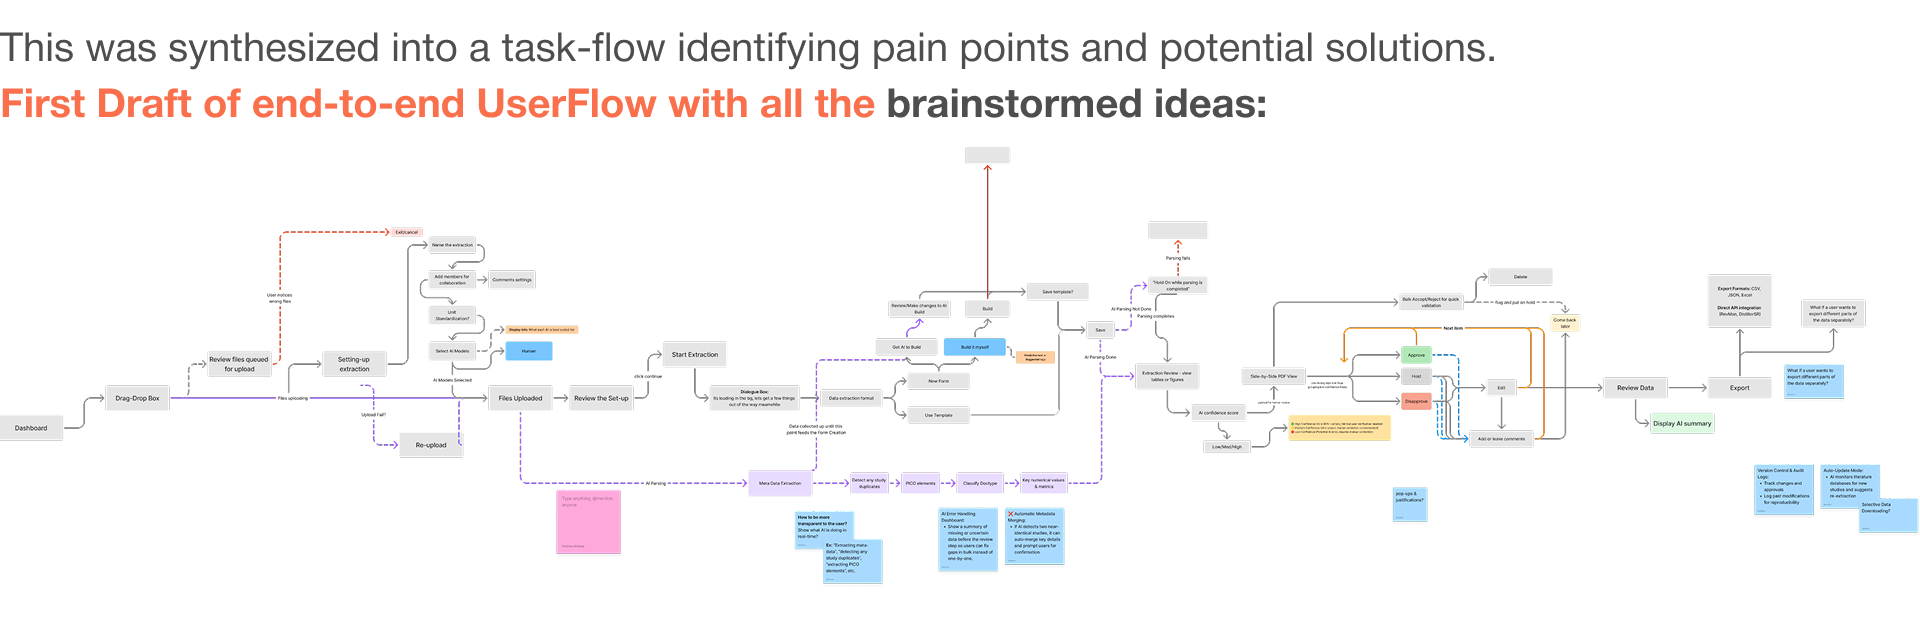 This was synthesized into a task-flow identifying pain points and potential solutions.
First Draft of end-to-end UserFlow with all the brainstormed ideas:
Dashboard
Drag-Drop Box
Review files queued
for upload
User notices
wrong files
Exit/cancel
Files uploading
Setting-up
extraction
Upload Fail?
Re-upload
Name the extraction
Add members for
collaboration
Comments settings
Unit
Standardization?
Select AI Models
Display info: What each AI is best suited for
Human
AI Models Selected
Files Uploaded
Review the Set-up
click continue
Start Extraction
Dialogue Box:
its loading in the bg, lets get a few things
out of the way meanwhile
Data extraction format
New Form
Use Template
Get AI to Build
Build it myself
Review/Make changes to AI
Build
Build
Save template?
Save
Data collected up until this
point feeds the Form Creation
AI Parsing
Meta Data Extraction
Detect any study
duplicates
PICO elements
Classify Doctype
Key numerical values
& metrics
Type anything, @mention
anyone
How to be more
transparent to the user?
Show what AI is doing in
real-time?
Ex: "Extracting meta-
data", "detecting any
study duplicates",
"extracting PICO
elements", etc.
AI Error Handling
Dashboard:
• Show a summary of
missing or uncertain
data before the review
step so users can fix
gaps in bulk instead of
one-by-one.
❌ Automatic Metadata
Merging:
• If AI detects two near-
identical studies, it can
auto-merge key details
and prompt users for
confirmation
AI Parsing Not Done
AI Parsing Done
Parsing fails
"Hold On while parsing is
completed"
Parsing completes
Extraction Review - view
tables or figures
AI confidence score
Low/Med/High
Side-by-Side PDF View
Bulk Accept/Reject for quick
validation
Delete
flag and put on hold
Come back
later
Next item
Approve
Hold
Disapprove
Edit
Add or leave comments
pop ups &
justifications?
Review Data
Display AI summary
Export
Export Formats: CSV,
JSON, Excel
Direct API integration
(RevMan, DistillerSR)
What if a user wants to
export different parts of
the data separately?
What if a user wants to
export different parts of
the data separately?
Version Control & Audit
Logs:
• Track changes and
approvals
• Log past modifications
for reproducibility
Auto-Update Mode:
• AI monitors literature
databases for new
studies and suggests
re-extraction
Selective Data
Downloading?